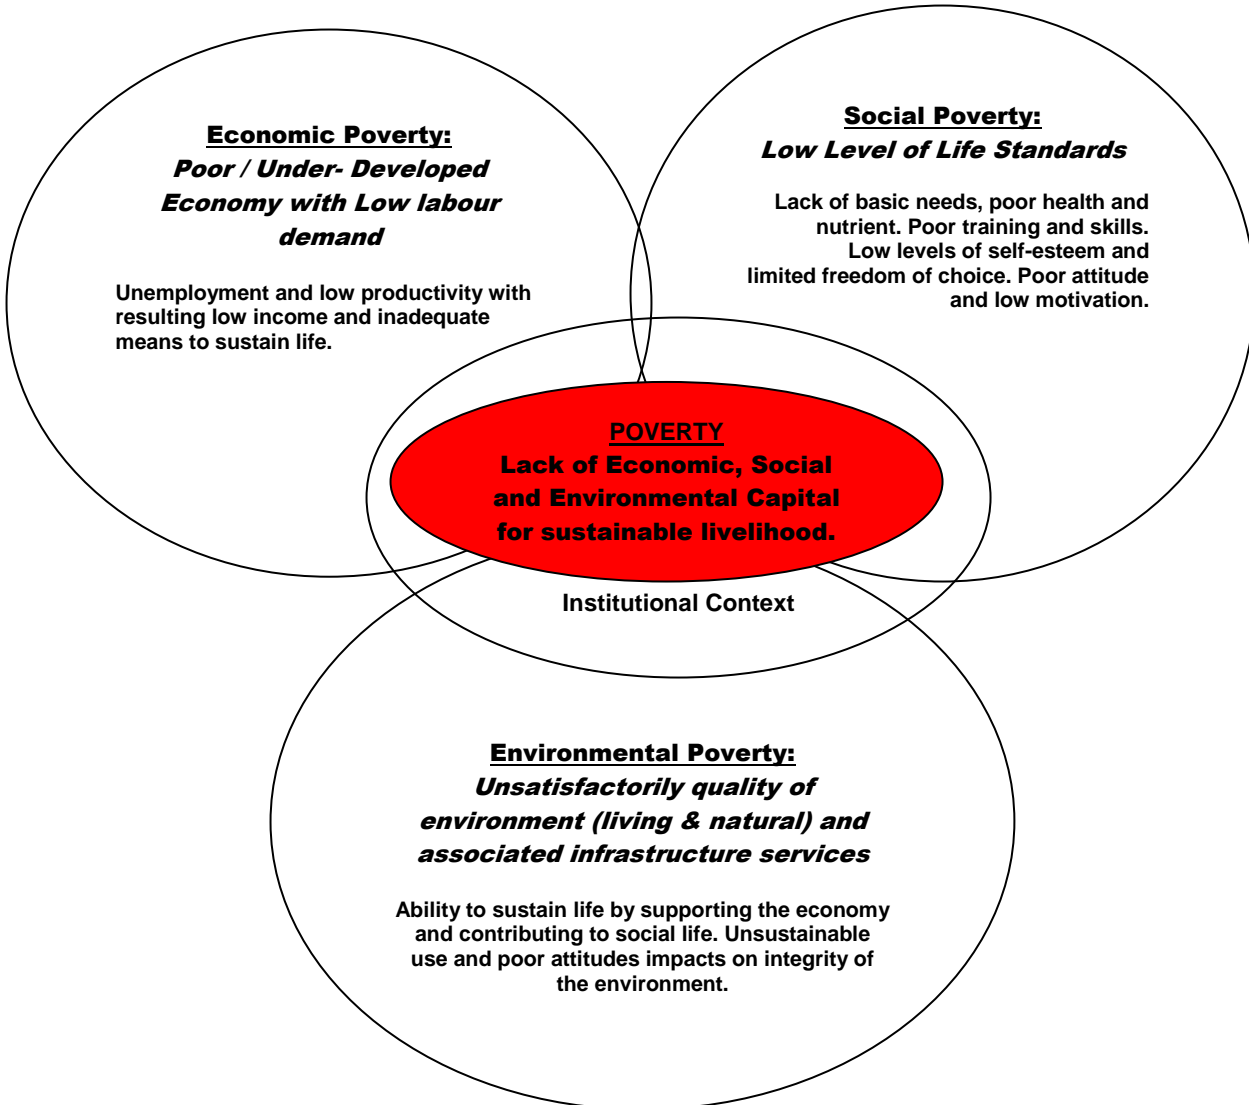 Economic Poverty:
Poor / Under- Developed
Economy with Low labour
demand
Unemployment and low productivity with
resulting low income and inadequate
means to sustain life.
Social Poverty:
Low Level of Life Standards
Lack of basic needs, poor health and
nutrient. Poor training and skills.
Low levels of self-esteem and
limited freedom of choice. Poor attitude
and low motivation.
POVERTY
Lack of Economic, Social
and Environmental Capital
for sustainable livelihood.
Institutional Context
Environmental Poverty:
Unsatisfactorily quality of
environment (living & natural) and
associated infrastructure services
Ability to sustain life by supporting the economy
and contributing to social life. Unsustainable
use and poor attitudes impacts on integrity of
the environment.